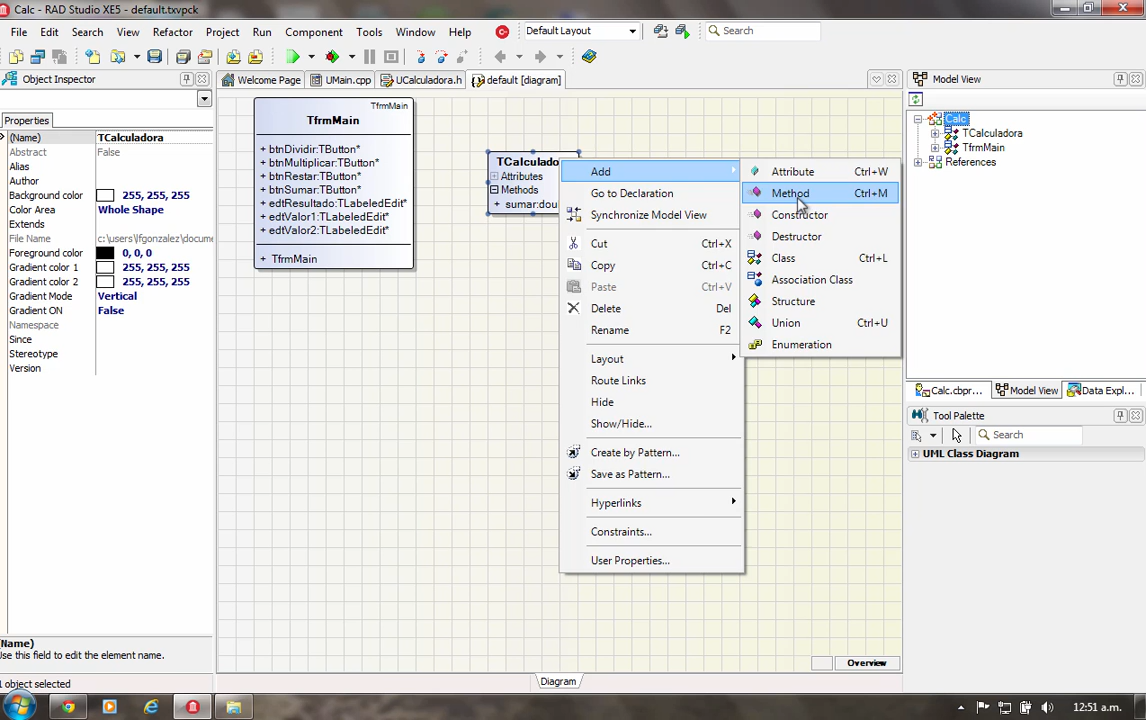 Calc - RAD Studio XE5 - default.txvpck
File Edit Search View Refactor Project Run Component Tools Window Help Default Layout Search
Object Inspector
Welcome Page UMain.cpp UCalculadora.h default [diagram]
Model View
Properties
(Name) TCalculadora
Abstract False
Alias
Author
Background color 255, 255, 255
Color Area Whole Shape
Extends
File Name c:\users\lfgonzalez\docume
Foreground color 0, 0, 0
Gradient color 1 255, 255, 255
Gradient color 2 255, 255, 255
Gradient Mode Vertical
Gradient ON False
Namespace
Since
Stereotype
Version
(Name)
Use this field to edit the element name.
1 object selected
TfrmMain
TfrmMain
btnDividir:TButton*
+ btnMultiplicar:TButton*
+ btnRestar:TButton*
+ btnSumar:TButton*
+ edtResultado:TLabeledEdit*
+ edtValor1:TLabeledEdit*
+ edtValor2:TLabeledEdit*
+ TfrmMain
TCalculado
Attributes
Methods
+ sumar:dou
Add
Go to Declaration
Synchronize Model View
Cut Ctrl+X
Copy Ctrl+C
Paste Ctrl+V
Delete Del
Rename F2
Layout
Route Links
Hide
Show/Hide...
Create by Pattern...
Save as Pattern...
Hyperlinks
Constraints...
User Properties...
Attribute Ctrl+W
Method Ctrl+M
Constructor
Destructor
Class Ctrl+L
Association Class
Structure
Union Ctrl+U
Enumeration
Calc
TCalculadora
TfrmMain
References
Calc.cbpr... Model View Data Expl...
Tool Palette
Search
UML Class Diagram
Overview
Diagram
12:51 a.m.